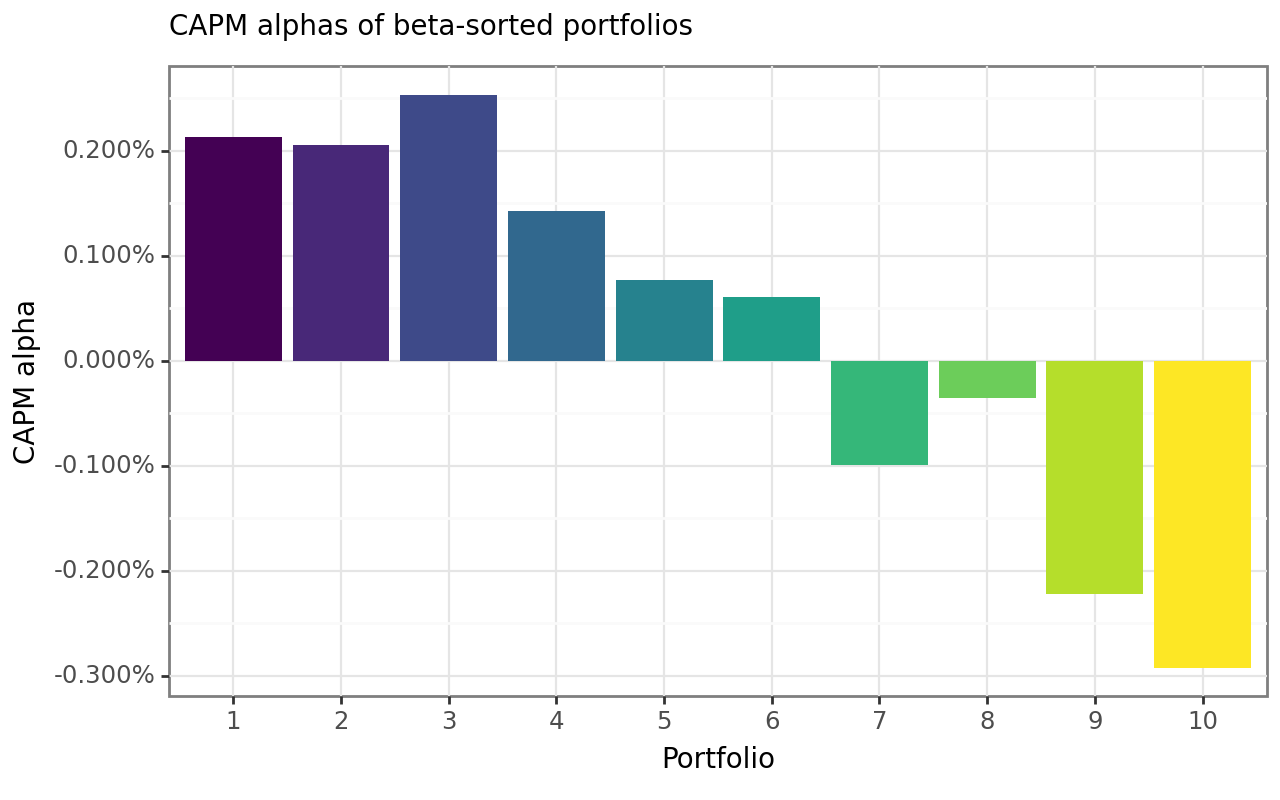 CAPM alphas of beta-sorted portfolios
CAPM alpha
0.200%
0.100%
0.000%
-0.100%
-0.200%
-0.300%
1 2 3 4 5 6 7 8 9 10
Portfolio